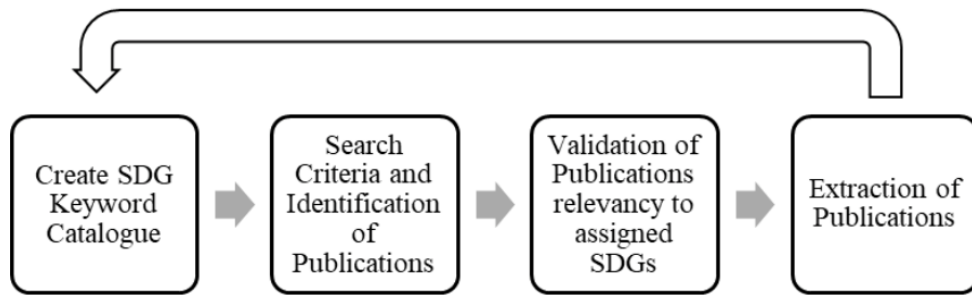 Create SDG
Keyword
Catalogue
Search
Criteria and
Identification
of
Publications
Validation of
Publications
relevancy to
assigned
SDGs
Extraction of
Publications